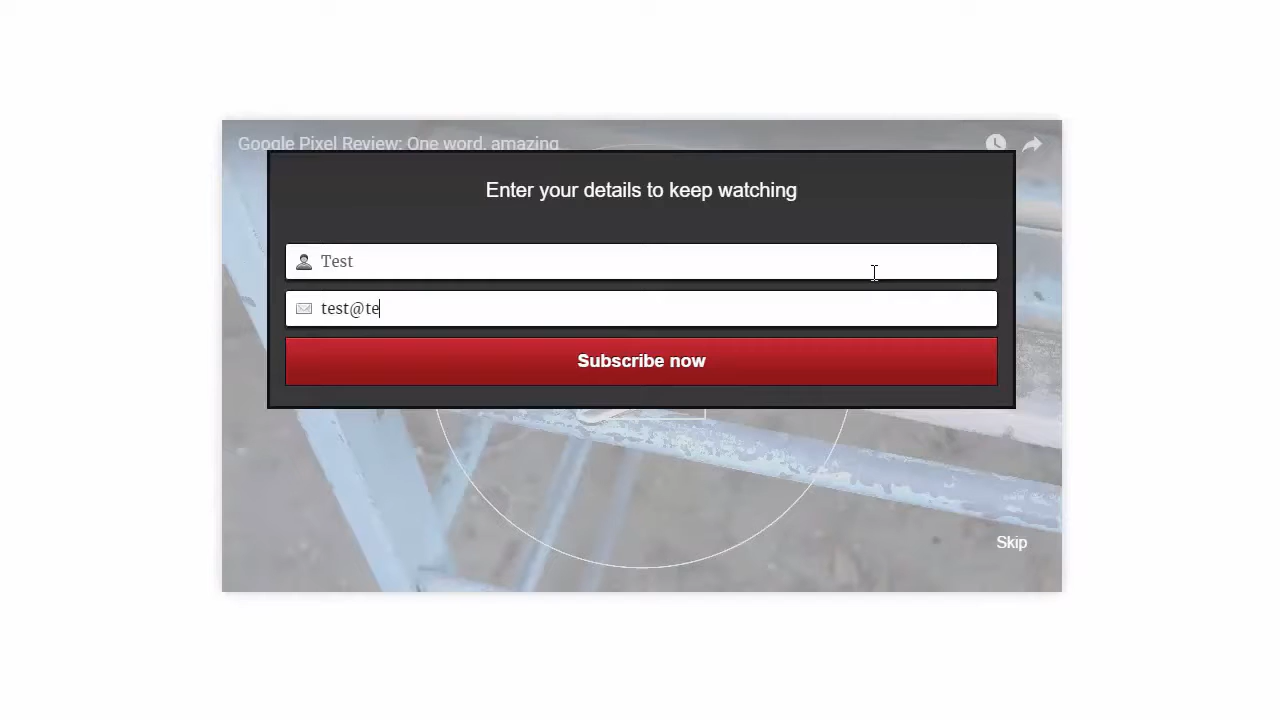 Google Pixel Review: One word, amazing
Enter your details to keep watching
Test
test@te
Subscribe now
Skip